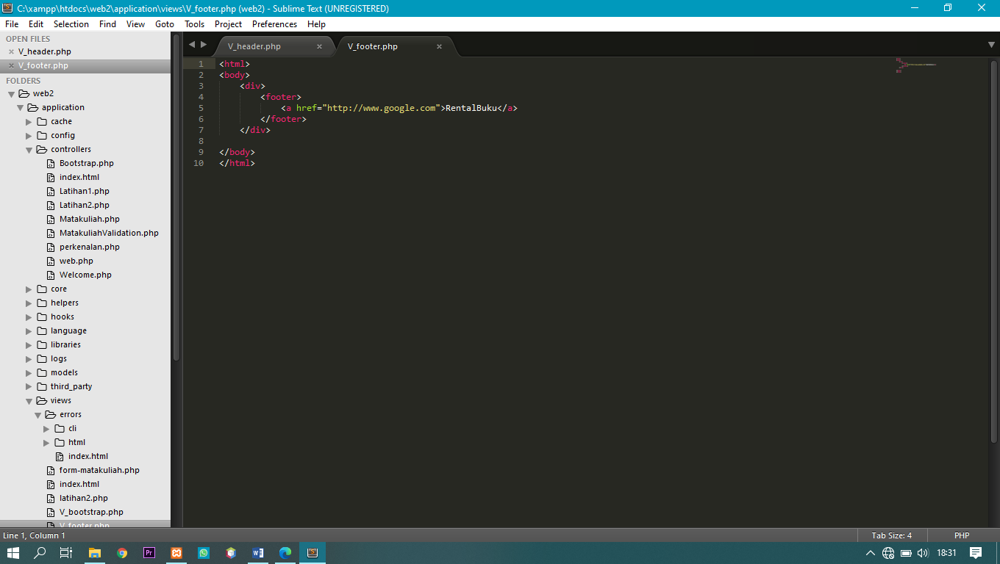 C:\xampp\htdocs\web2\application\views\V_footer.php (web2) - Sublime Text (UNREGISTERED)
File Edit Selection Find View Goto Tools Project Preferences Help
OPEN FILES
V_header.php
V_footer.php
FOLDERS
web2
application
cache
config
controllers
Bootstrap.php
index.html
Latihan1.php
Latihan2.php
Matakuliah.php
MatakuliahValidation.php
perkenalan.php
web.php
Welcome.php
core
helpers
hooks
language
libraries
logs
models
third_party
views
errors
cli
html
index.html
form-matakuliah.php
index.html
latihan2.php
V_bootstrap.php
V_footer.php
V_header.php V_footer.php
1 <html>
2 <body>
3 <div>
4 <footer>
5 <a href="http://www.google.com">RentalBuku</a>
6 </footer>
7 </div>
8
9 </body>
10 </html>
Line 1, Column 1 Tab Size: 4 PHP
18:31